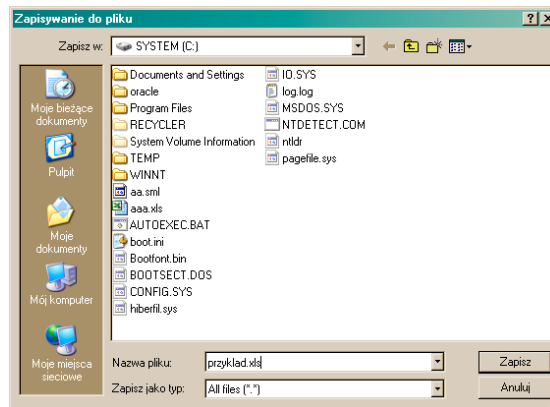 Zapisywanie do pliku
Zapisz w: SYSTEM (C:)
Moje bieżące dokumenty
Pulpit
Moje dokumenty
Mój komputer
Moje miejsca sieciowe
Documents and Settings
oracle
Program Files
RECYCLER
System Volume Information
TEMP
WINNT
aa.sml
aaa.xls
AUTOEXEC.BAT
boot.ini
Bootfont.bin
BOOTSECT.DOS
CONFIG.SYS
hiberfil.sys
IO.SYS
log.log
MSDOS.SYS
NTDETECT.COM
ntldr
pagefile.sys
Nazwa pliku: przyklad.xls Zapisz
Zapisz jako typ: All files (*.*) Anuluj